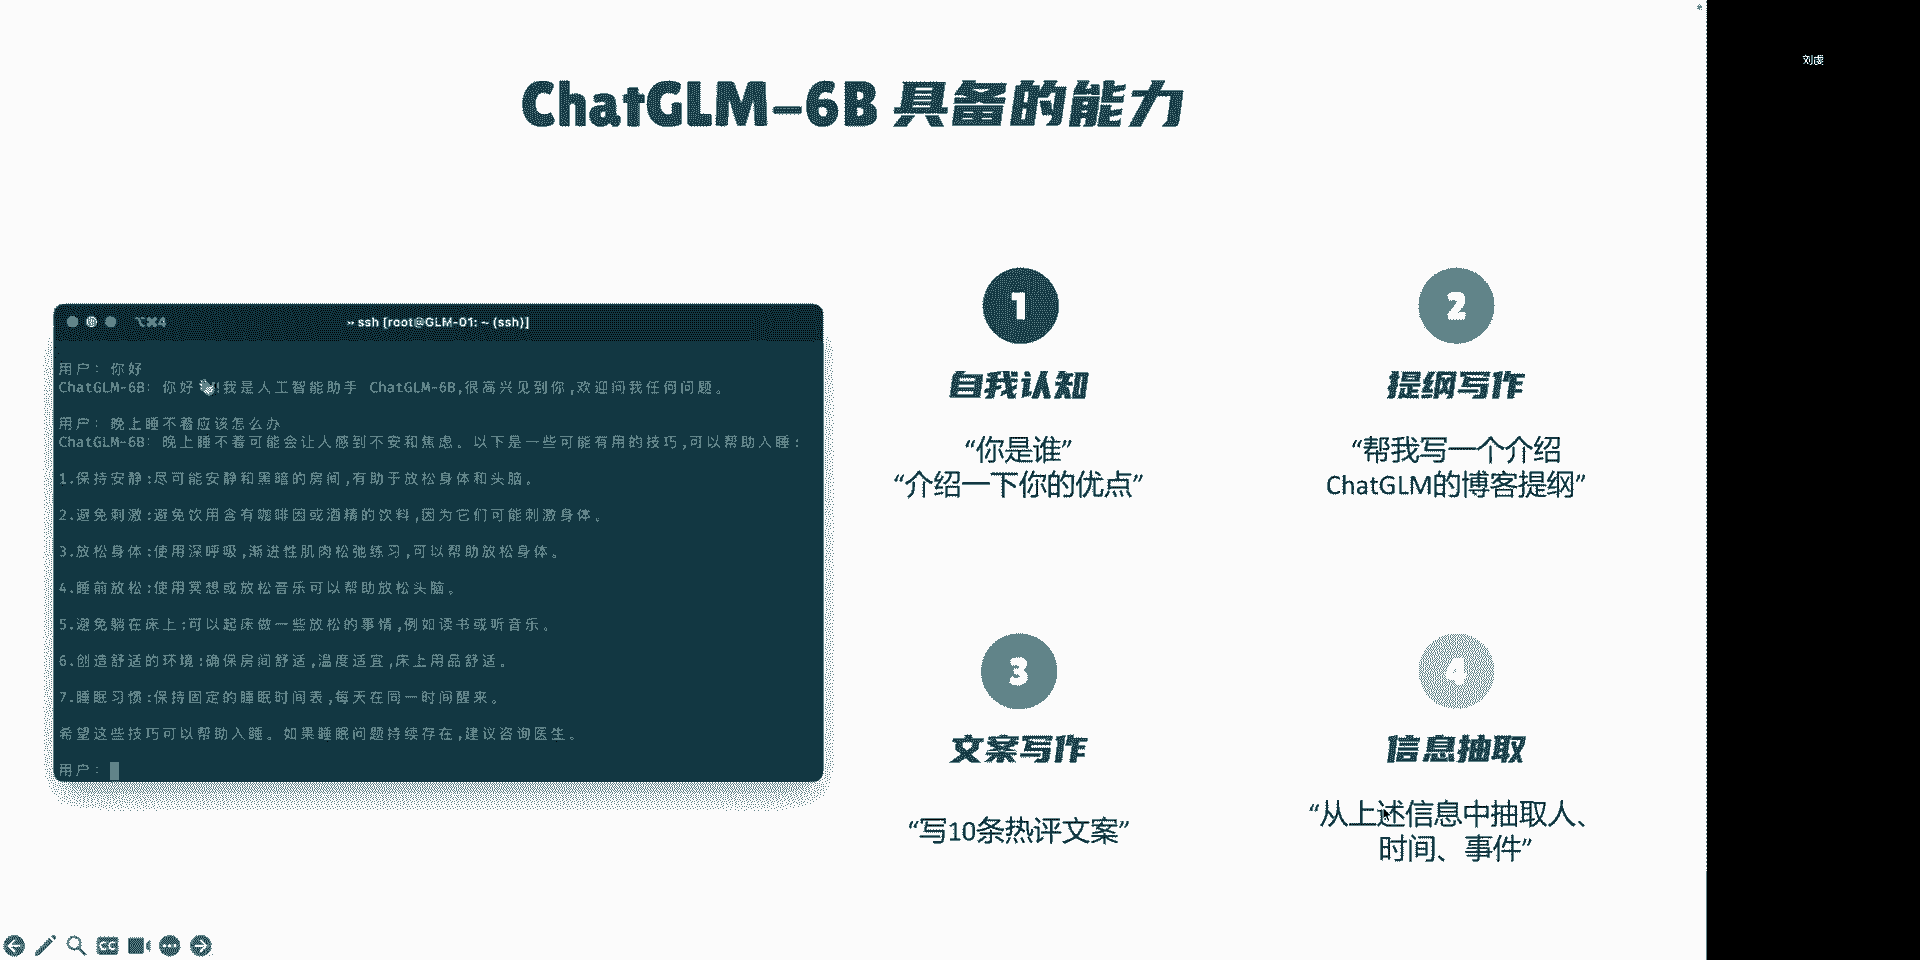 ChatGLM-6B 具备的能力
刘虔
⌥⌘4
ssh [root@GLM-01: ~ (ssh)]
用户: 你好
ChatGLM-6B: 你好!我是人工智能助手 ChatGLM-6B,很高兴见到你,欢迎问我任何问题。
用户: 晚上睡不着应该怎么办
ChatGLM-6B: 晚上睡不着可能会让人感到不安和焦虑。以下是一些可能有用的技巧,可以帮助入睡:
1.保持安静:尽可能安静和黑暗的房间,有助于放松身体和头脑。
2.避免刺激:避免饮用含有咖啡因或酒精的饮料,因为它们可能刺激身体。
3.放松身体:使用深呼吸,渐进性肌肉松弛练习,可以帮助放松身体。
4.睡前放松:使用冥想或放松音乐可以帮助放松头脑。
5.避免躺在床上:可以起床做一些放松的事情,例如读书或听音乐。
6.创造舒适的环境:确保房间舒适,温度适宜,床上用品舒适。
7.睡眠习惯:保持固定的睡眠时间表,每天在同一时间醒来。
希望这些技巧可以帮助入睡。如果睡眠问题持续存在,建议咨询医生。
用户:
1
自我认知
“你是谁”
“介绍一下你的优点”
2
提纲写作
“帮我写一个介绍
ChatGLM的博客提纲”
3
文案写作
“写10条热评文案”
4
信息抽取
“从上述信息中抽取人、
时间、事件”
CC